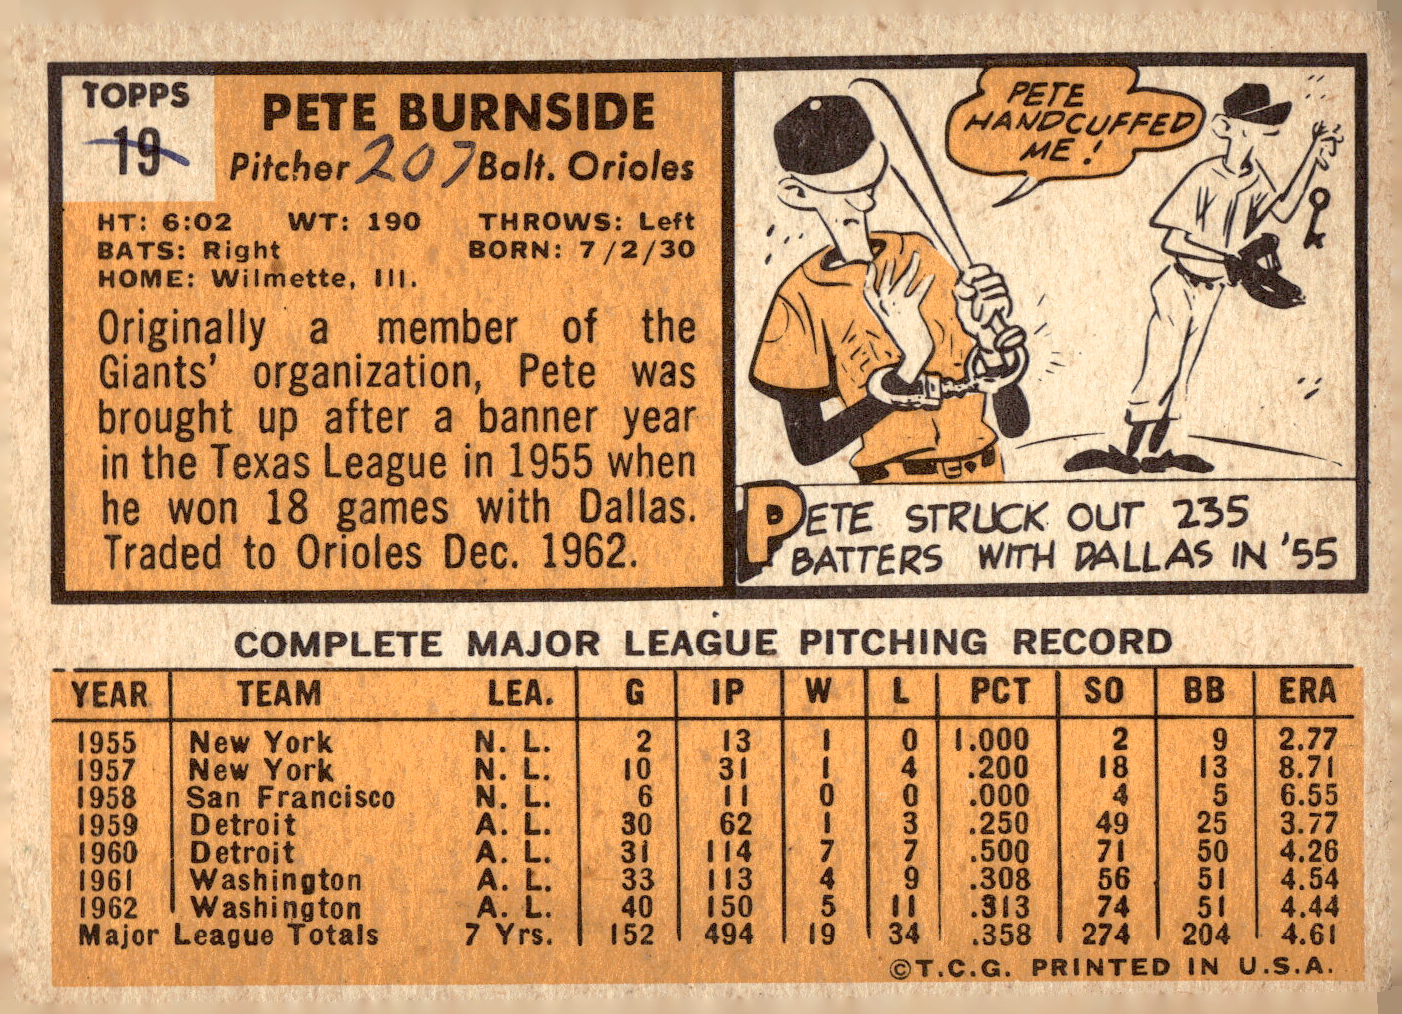 TOPPS
19
PETE BURNSIDE
Pitcher 207 Balt. Orioles
HT: 6:02 WT: 190 THROWS: Left
BATS: Right BORN: 7/2/30
HOME: Wilmette, Ill.
Originally a member of the
Giants' organization, Pete was
brought up after a banner year
in the Texas League in 1955 when
he won 18 games with Dallas.
Traded to Orioles Dec. 1962.
PETE
HANDCUFFED
ME!
PETE STRUCK OUT 235
BATTERS WITH DALLAS IN '55
COMPLETE MAJOR LEAGUE PITCHING RECORD
YEAR TEAM LEA. G IP W L PCT SO BB ERA
1955 New York N. L. 2 13 1 0 1.000 2 9 2.77
1957 New York N. L. 10 31 1 4 .200 18 13 8.71
1958 San Francisco N. L. 6 11 0 0 .000 4 5 6.55
1959 Detroit A. L. 30 62 1 3 .250 49 25 3.77
1960 Detroit A. L. 31 114 7 7 .500 71 50 4.26
1961 Washington A. L. 33 113 4 9 .308 56 51 4.54
1962 Washington A. L. 40 150 5 11 .313 74 51 4.44
Major League Totals 7 Yrs. 152 494 19 34 .358 274 204 4.61
©T.C.G. PRINTED IN U.S.A.